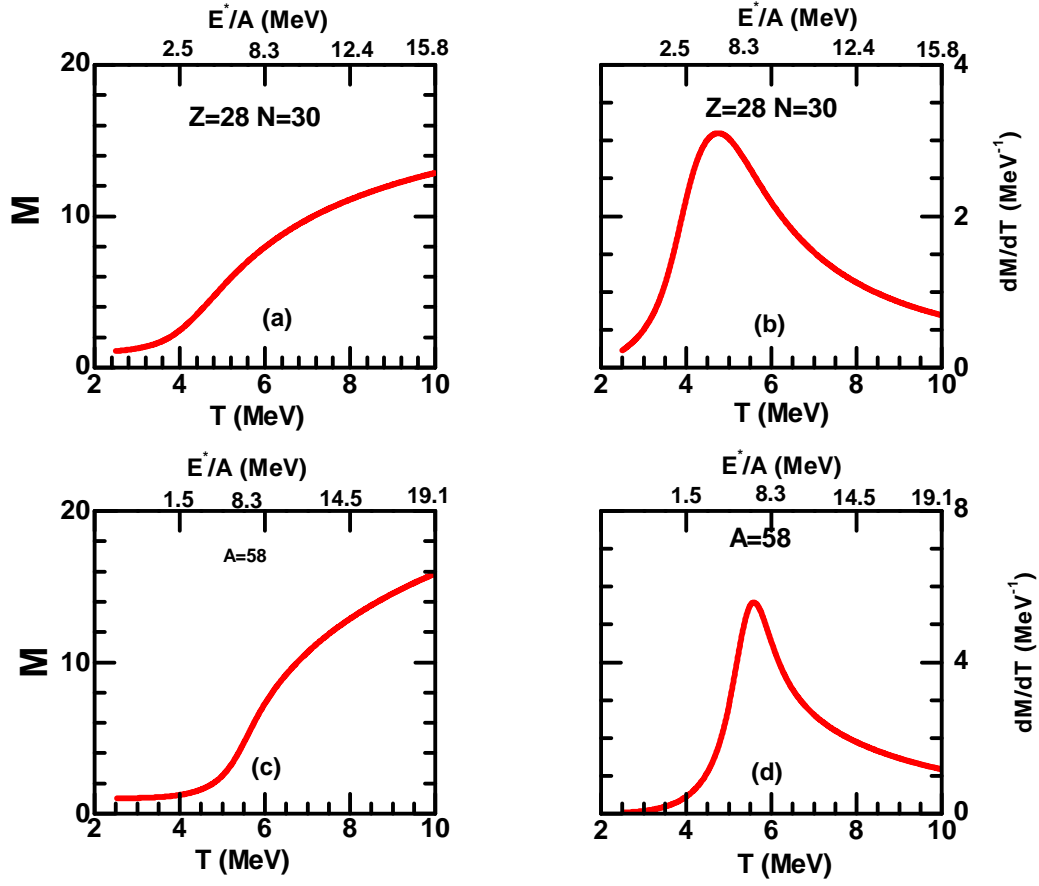 E*/A (MeV)
2.5 8.3 12.4 15.8
20
10
0
M
Z=28 N=30
(a)
2 4 6 8 10
T (MeV)
E*/A (MeV)
2.5 8.3 12.4 15.8
Z=28 N=30
(b)
4
2
0
dM/dT (MeV⁻¹)
2 4 6 8 10
T (MeV)
E*/A (MeV)
1.5 8.3 14.5 19.1
20
10
0
M
A=58
(c)
2 4 6 8 10
T (MeV)
E*/A (MeV)
1.5 8.3 14.5 19.1
A=58
(d)
8
4
0
dM/dT (MeV⁻¹)
2 4 6 8 10
T (MeV)